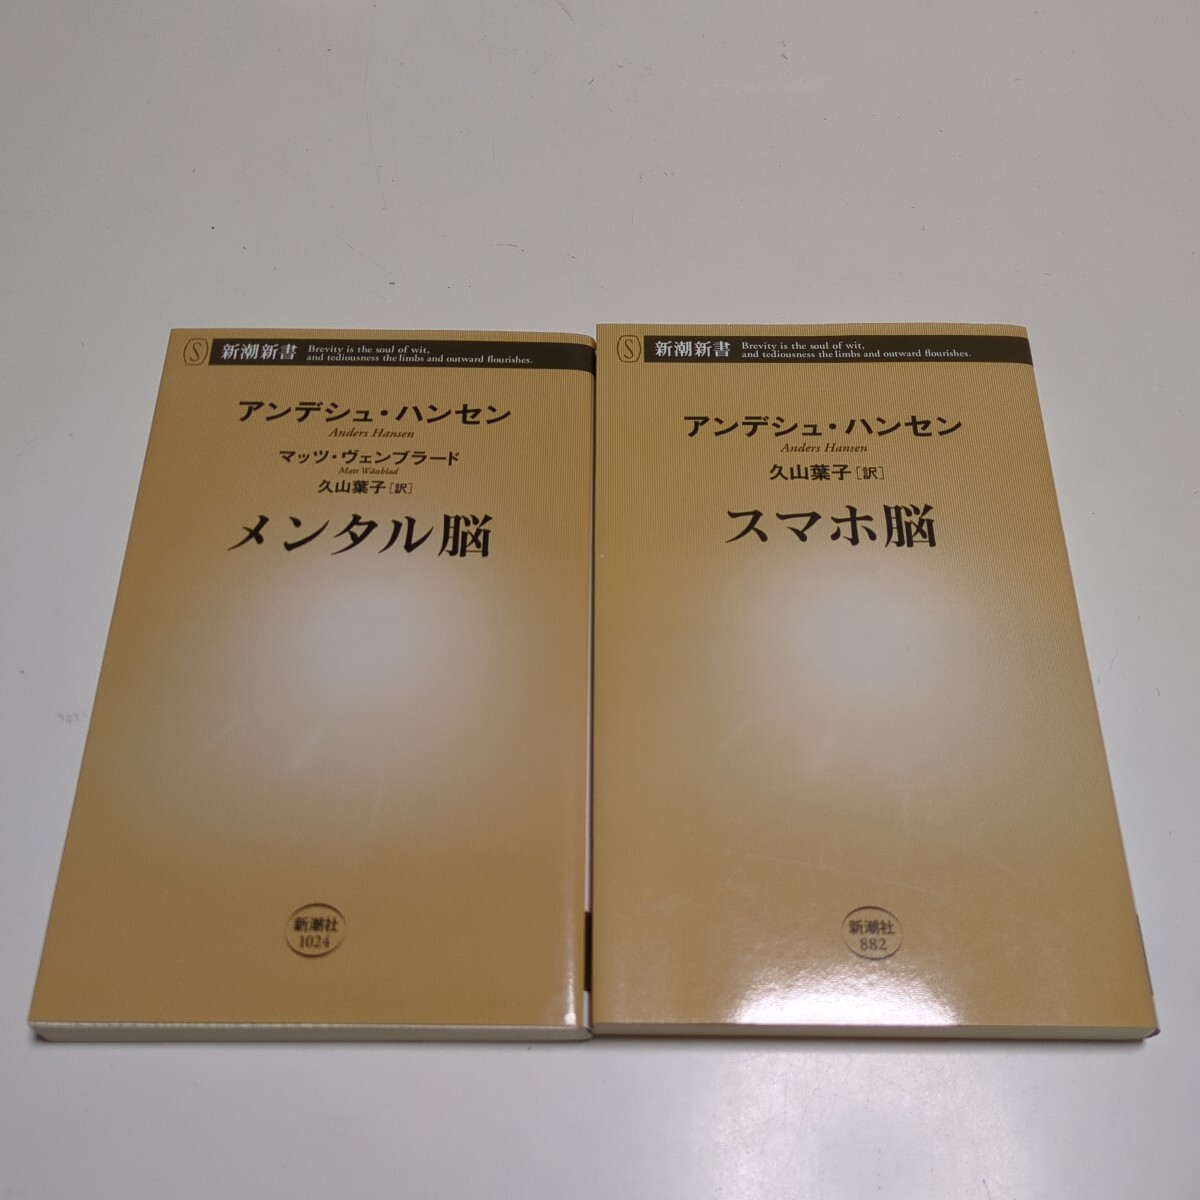 S 新潮新書 Brevity is the soul of wit,
and tediousness the limbs and outward flourishes.
アンデシュ・ハンセン
Anders Hansen
マッツ・ヴェンブラード
Mats Wänblad
久山葉子[訳]
メンタル脳
新潮社
1024
S 新潮新書 Brevity is the soul of wit,
and tediousness the limbs and outward flourishes.
アンデシュ・ハンセン
Anders Hansen
久山葉子[訳]
スマホ脳
新潮社
882